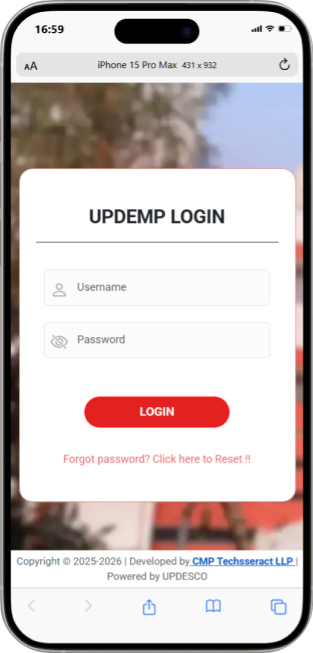 16:59
AA iPhone 15 Pro Max 431 x 932
UPDEMP LOGIN
Username
Password
LOGIN
Forgot password? Click here to Reset !!
Copyright © 2025-2026 | Developed by CMP Techsseract LLP |
Powered by UPDESCO